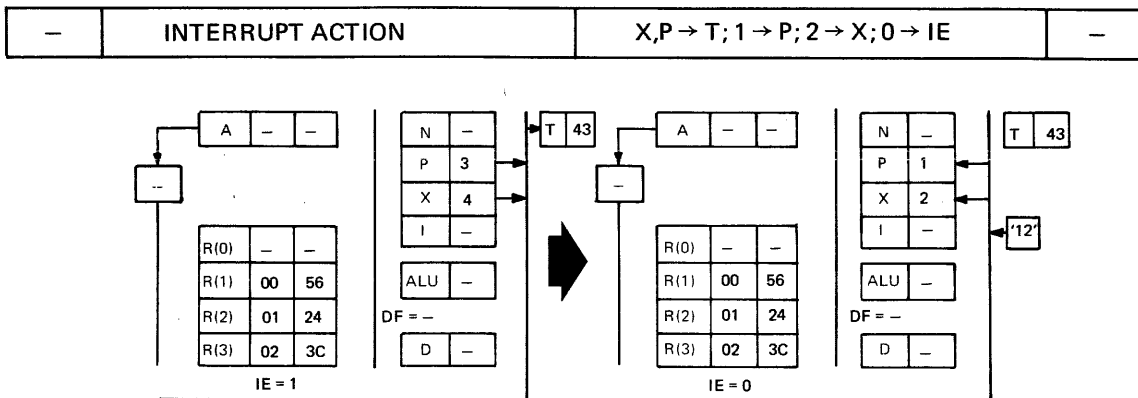 — INTERRUPT ACTION X,P → T; 1 → P; 2 → X; 0 → IE —
A — —
--
N —
P 3
X 4
I —
T 43
R(0) — —
R(1) 00 56
R(2) 01 24
R(3) 02 3C
IE = 1
ALU —
DF = —
D —
A — —
—
N —
P 1
X 2
I —
T 43
'12'
R(0) — —
R(1) 00 56
R(2) 01 24
R(3) 02 3C
IE = 0
ALU —
DF = —
D —